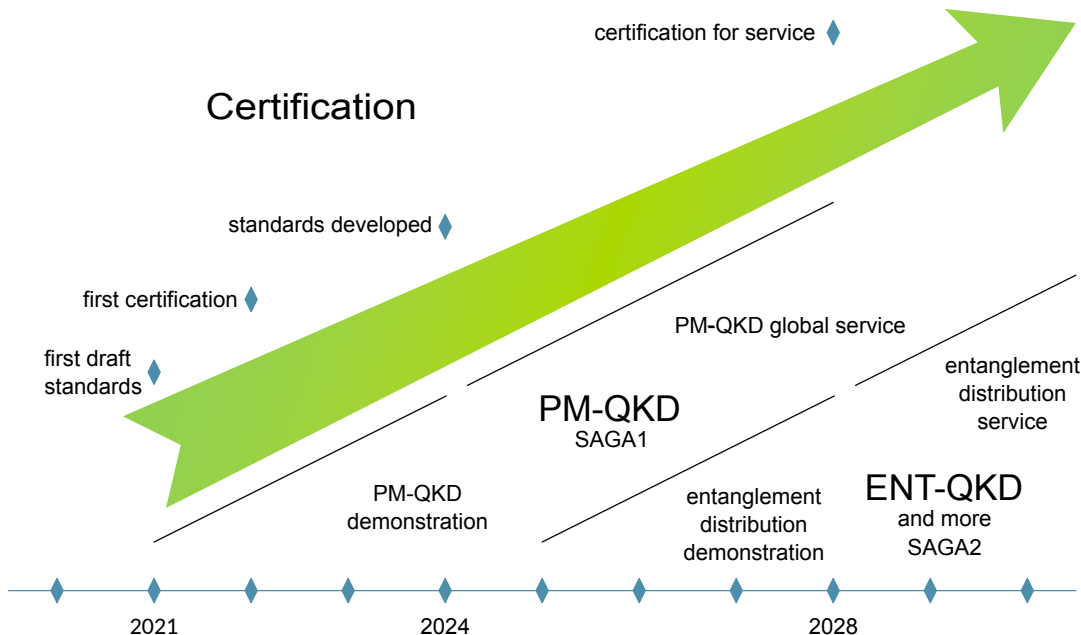 certification for service
Certification
standards developed
first certification
PM-QKD global service
first draft
standards
entanglement
distribution
service
PM-QKD
SAGA1
PM-QKD
demonstration
entanglement
distribution
demonstration
ENT-QKD
and more
SAGA2
2021
2024
2028